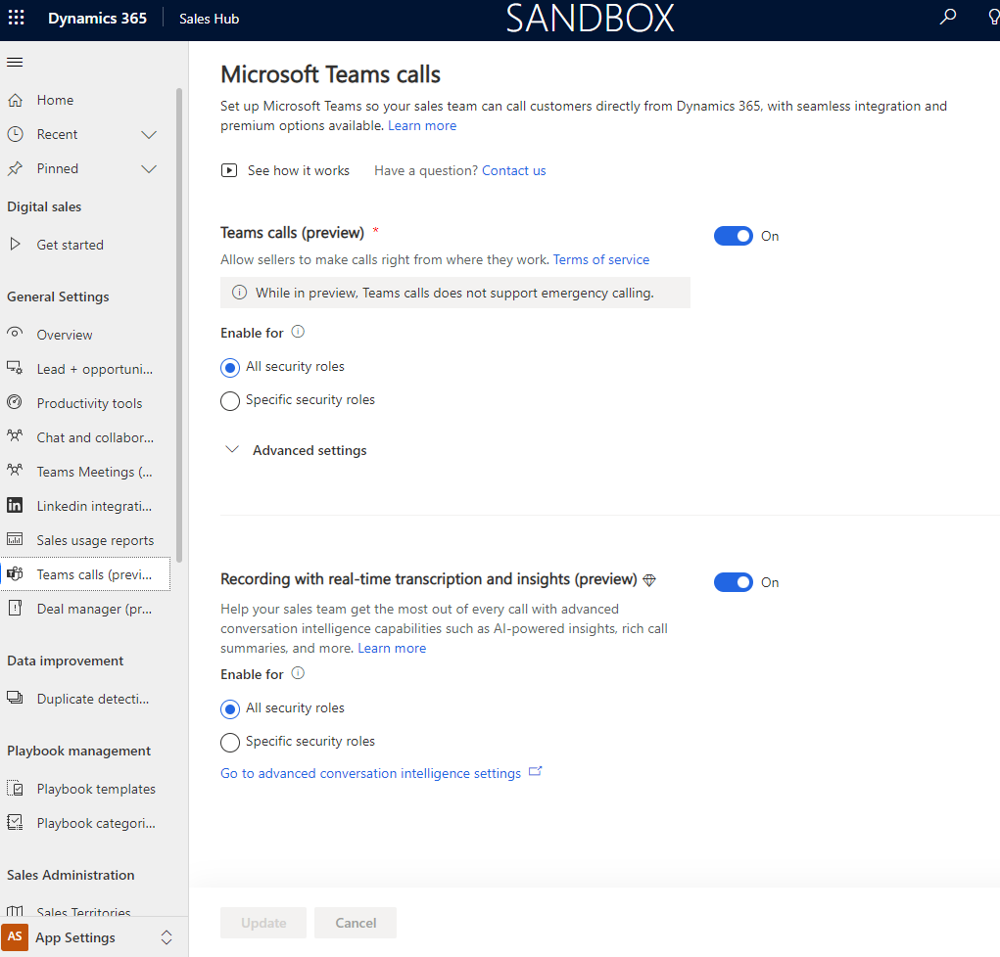 Dynamics 365
Sales Hub
SANDBOX
Home
Recent
Pinned
Digital sales
Get started
General Settings
Overview
Lead + opportuni...
Productivity tools
Chat and collabor...
Teams Meetings (...
Linkedin integrati...
Sales usage reports
Teams calls (previ...
Deal manager (pr...
Data improvement
Duplicate detecti...
Playbook management
Playbook templates
Playbook categori...
Sales Administration
Sales Territories
AS
App Settings
Microsoft Teams calls
Set up Microsoft Teams so your sales team can call customers directly from Dynamics 365, with seamless integration and
premium options available. Learn more
See how it works
Have a question? Contact us
Teams calls (preview) *
On
Allow sellers to make calls right from where they work. Terms of service
While in preview, Teams calls does not support emergency calling.
Enable for
All security roles
Specific security roles
Advanced settings
Recording with real-time transcription and insights (preview)
On
Help your sales team get the most out of every call with advanced
conversation intelligence capabilities such as AI-powered insights, rich call
summaries, and more. Learn more
Enable for
All security roles
Specific security roles
Go to advanced conversation intelligence settings
Update
Cancel